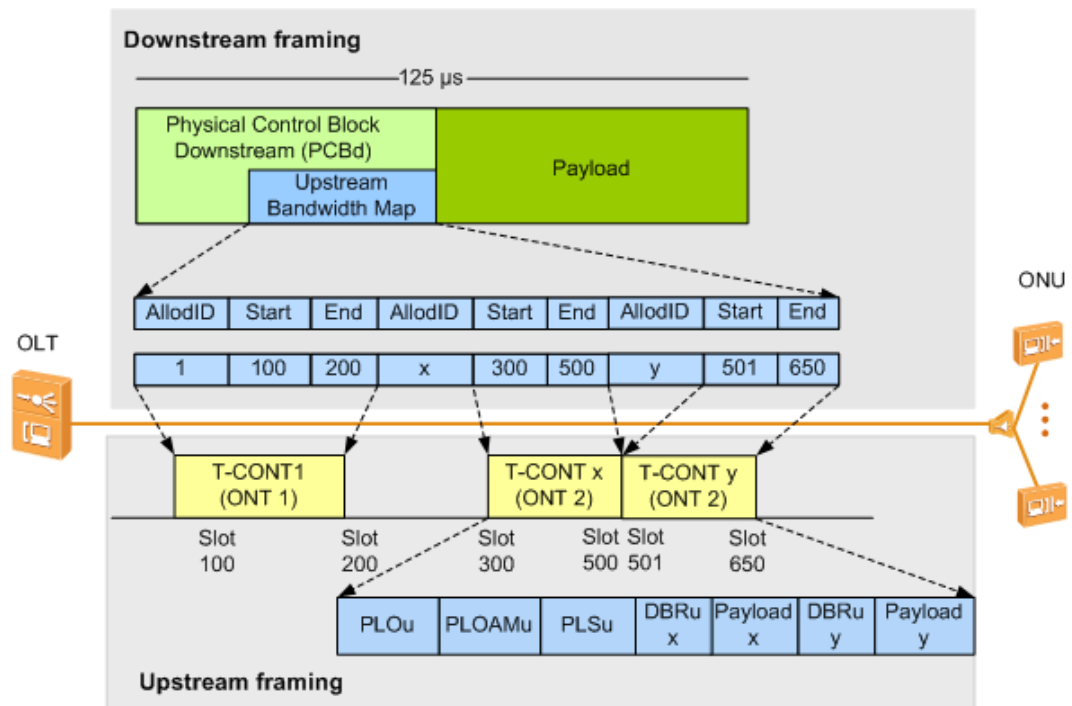 Downstream framing
125 μs
Physical Control Block
Downstream (PCBd)
Payload
Upstream
Bandwidth Map
ONU
AllodID Start End AllodID Start End AllodID Start End
OLT
1 100 200 x 300 500 y 501 650
T-CONT1
(ONT 1)
T-CONT x
(ONT 2)
T-CONT y
(ONT 2)
Slot
100
Slot
200
Slot
300
Slot
500
Slot
501
Slot
650
PLOu
PLOAMu
PLSu
DBRu
x
Payload
x
DBRu
y
Payload
y
Upstream framing